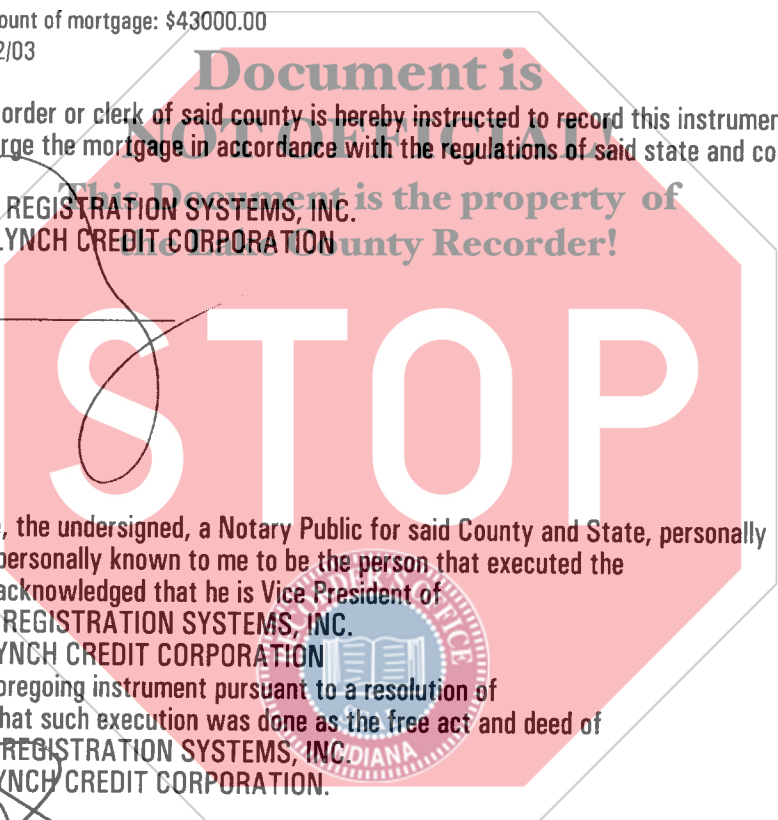 ount of mortgage: $43000.00
2/03
Document is
NOT OFFICIAL!
order or clerk of said county is hereby instructed to record this instrumen
rge the mortgage in accordance with the regulations of said state and co
This Document is the property of
the Lake County Recorder!
REGISTRATION SYSTEMS, INC.
LYNCH CREDIT CORPORATION
STOP
, the undersigned, a Notary Public for said County and State, personally
personally known to me to be the person that executed the
acknowledged that he is Vice President of
REGISTRATION SYSTEMS, INC.
YNCH CREDIT CORPORATION
oregoing instrument pursuant to a resolution of
hat such execution was done as the free act and deed of
REGISTRATION SYSTEMS, INC.
YNCH CREDIT CORPORATION.
RECORDER'S OFFICE
SEAL
INDIANA